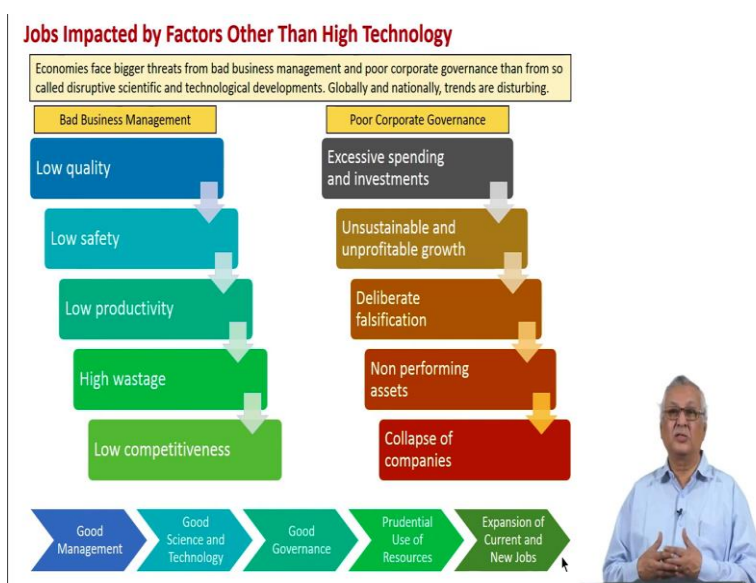 Jobs Impacted by Factors Other Than High Technology
Economies face bigger threats from bad business management and poor corporate governance than from so
called disruptive scientific and technological developments. Globally and nationally, trends are disturbing.
Bad Business Management
Low quality
Low safety
Low productivity
High wastage
Low competitiveness
Poor Corporate Governance
Excessive spending
and investments
Unsustainable and
unprofitable growth
Deliberate
falsification
Non performing
assets
Collapse of
companies
Good
Management
Good
Science and
Technology
Good
Governance
Prudential
Use of
Resources
Expansion of
Current and
New Jobs